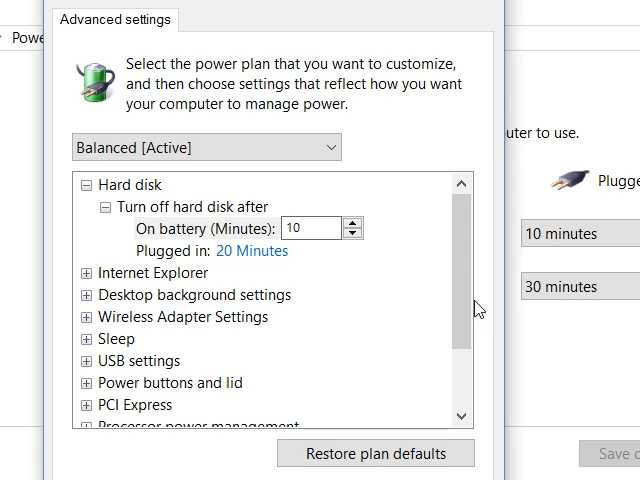 Advanced settings
Select the power plan that you want to customize,
and then choose settings that reflect how you want
your computer to manage power.
to use.
Balanced [Active]
Hard disk
Turn off hard disk after
On battery (Minutes): 10
Plugged in: 20 Minutes
10 minutes
Internet Explorer
Desktop background settings
30 minutes
Wireless Adapter Settings
Sleep
USB settings
Power buttons and lid
PCI Express
Processor power management
Restore plan defaults
Save